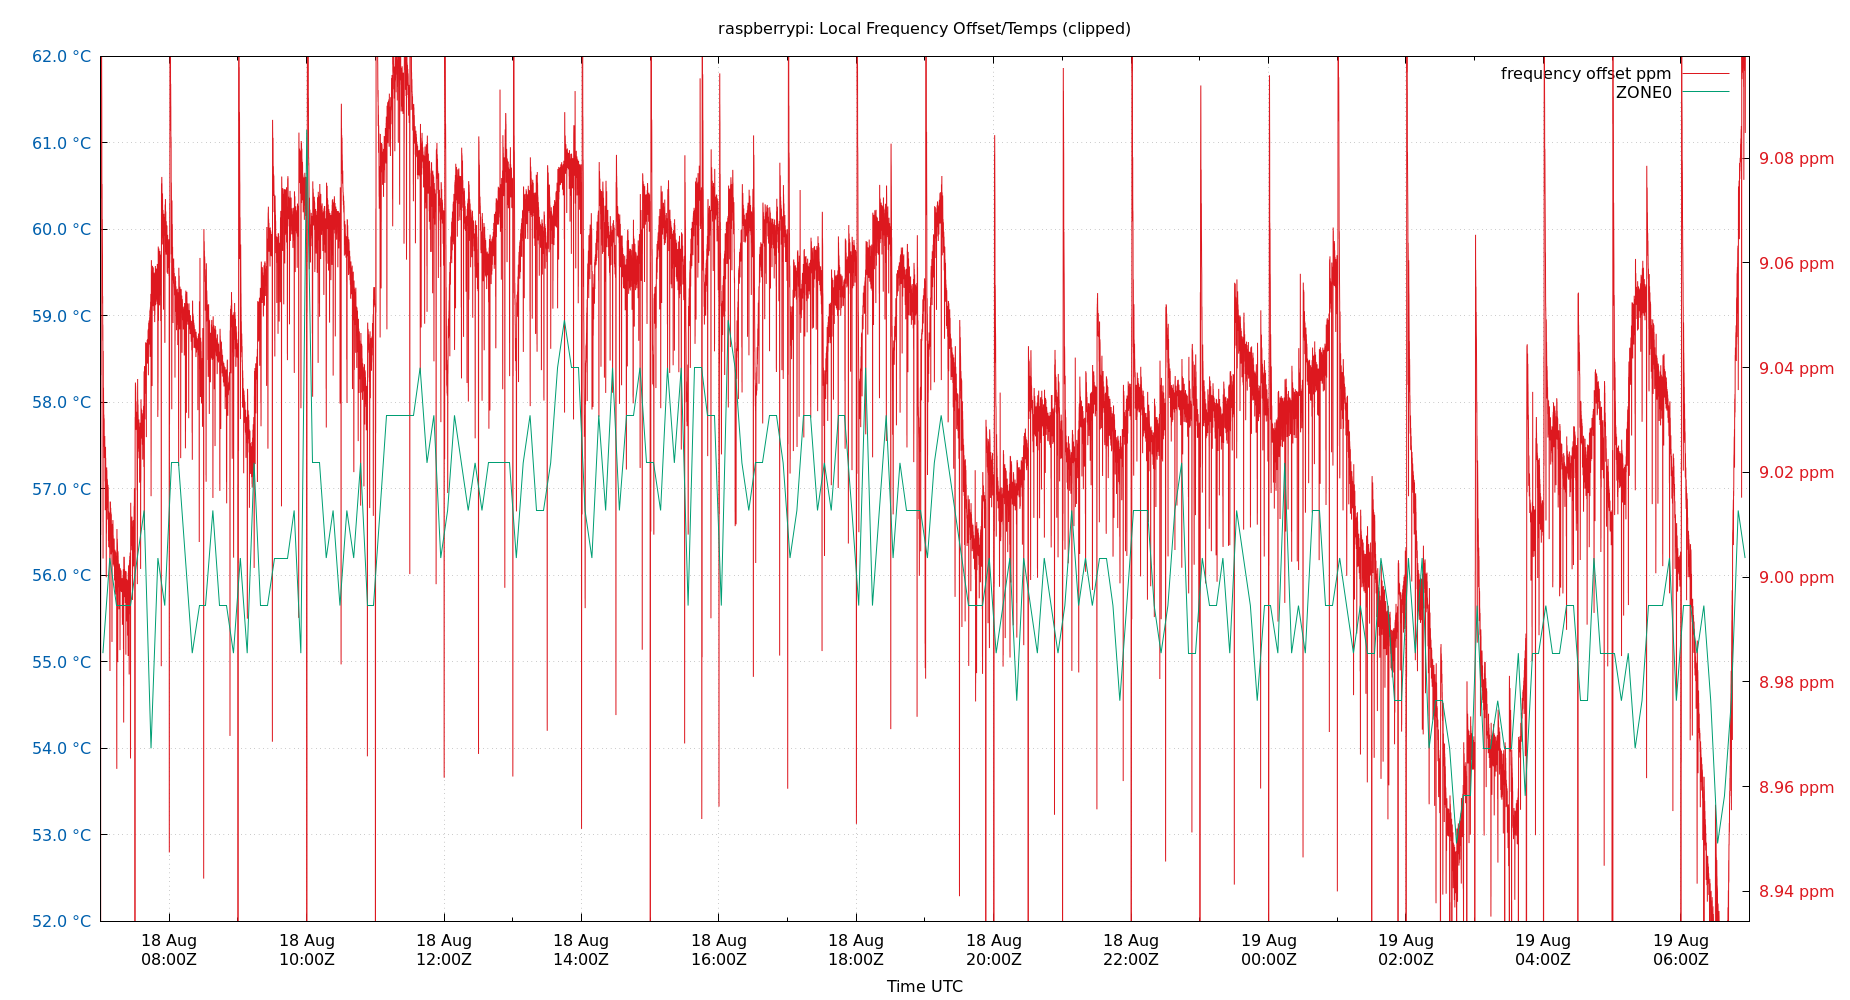 raspberrypi: Local Frequency Offset/Temps (clipped)
frequency offset ppm
ZONE0
62.0 °C
61.0 °C
60.0 °C
59.0 °C
58.0 °C
57.0 °C
56.0 °C
55.0 °C
54.0 °C
53.0 °C
52.0 °C
9.08 ppm
9.06 ppm
9.04 ppm
9.02 ppm
9.00 ppm
8.98 ppm
8.96 ppm
8.94 ppm
18 Aug 18 Aug 18 Aug 18 Aug 18 Aug 18 Aug 18 Aug 18 Aug 19 Aug 19 Aug 19 Aug 19 Aug
08:00Z 10:00Z 12:00Z 14:00Z 16:00Z 18:00Z 20:00Z 22:00Z 00:00Z 02:00Z 04:00Z 06:00Z
Time UTC